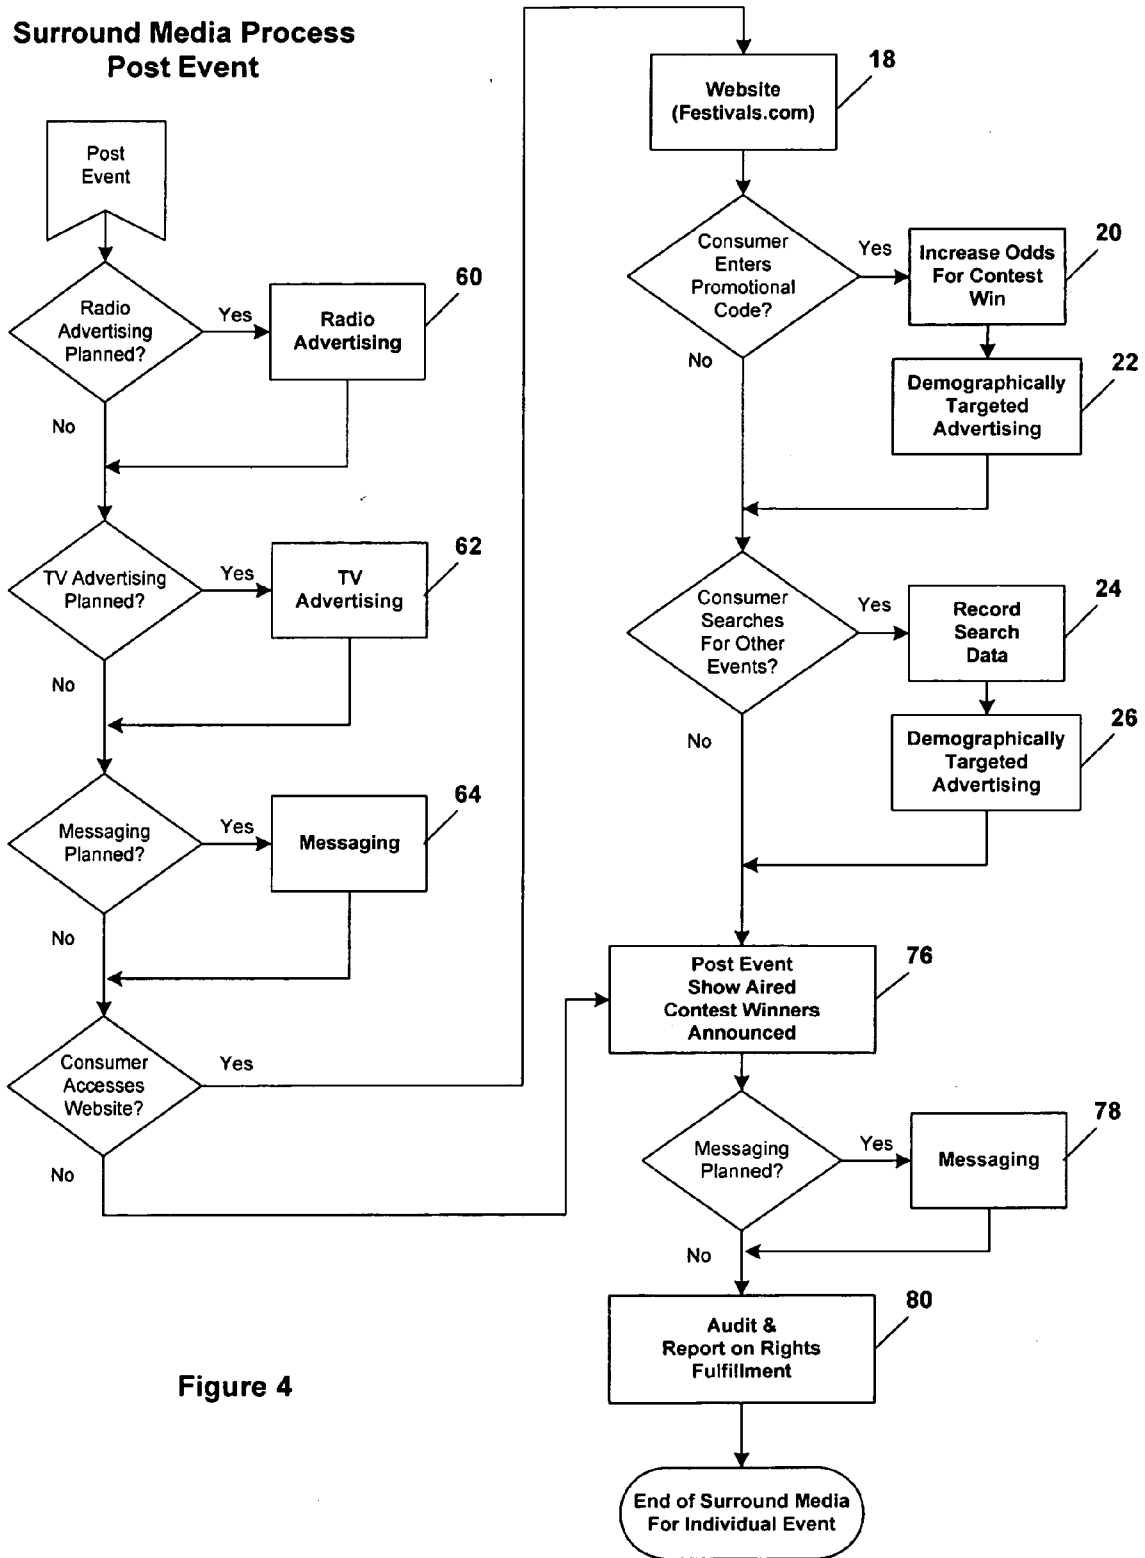 Surround Media Process
Post Event
Post
Event
Radio
Advertising
Planned?
Yes
No
60
Radio
Advertising
TV Advertising
Planned?
Yes
No
62
TV
Advertising
Messaging
Planned?
Yes
No
64
Messaging
Consumer
Accesses
Website?
Yes
No
18
Website
(Festivals.com)
Consumer
Enters
Promotional
Code?
Yes
No
20
Increase Odds
For Contest
Win
22
Demographically
Targeted
Advertising
Consumer
Searches
For Other
Events?
Yes
No
24
Record
Search
Data
26
Demographically
Targeted
Advertising
76
Post Event
Show Aired
Contest Winners
Announced
Messaging
Planned?
Yes
No
78
Messaging
80
Audit &
Report on Rights
Fulfillment
End of Surround Media
For Individual Event
Figure 4